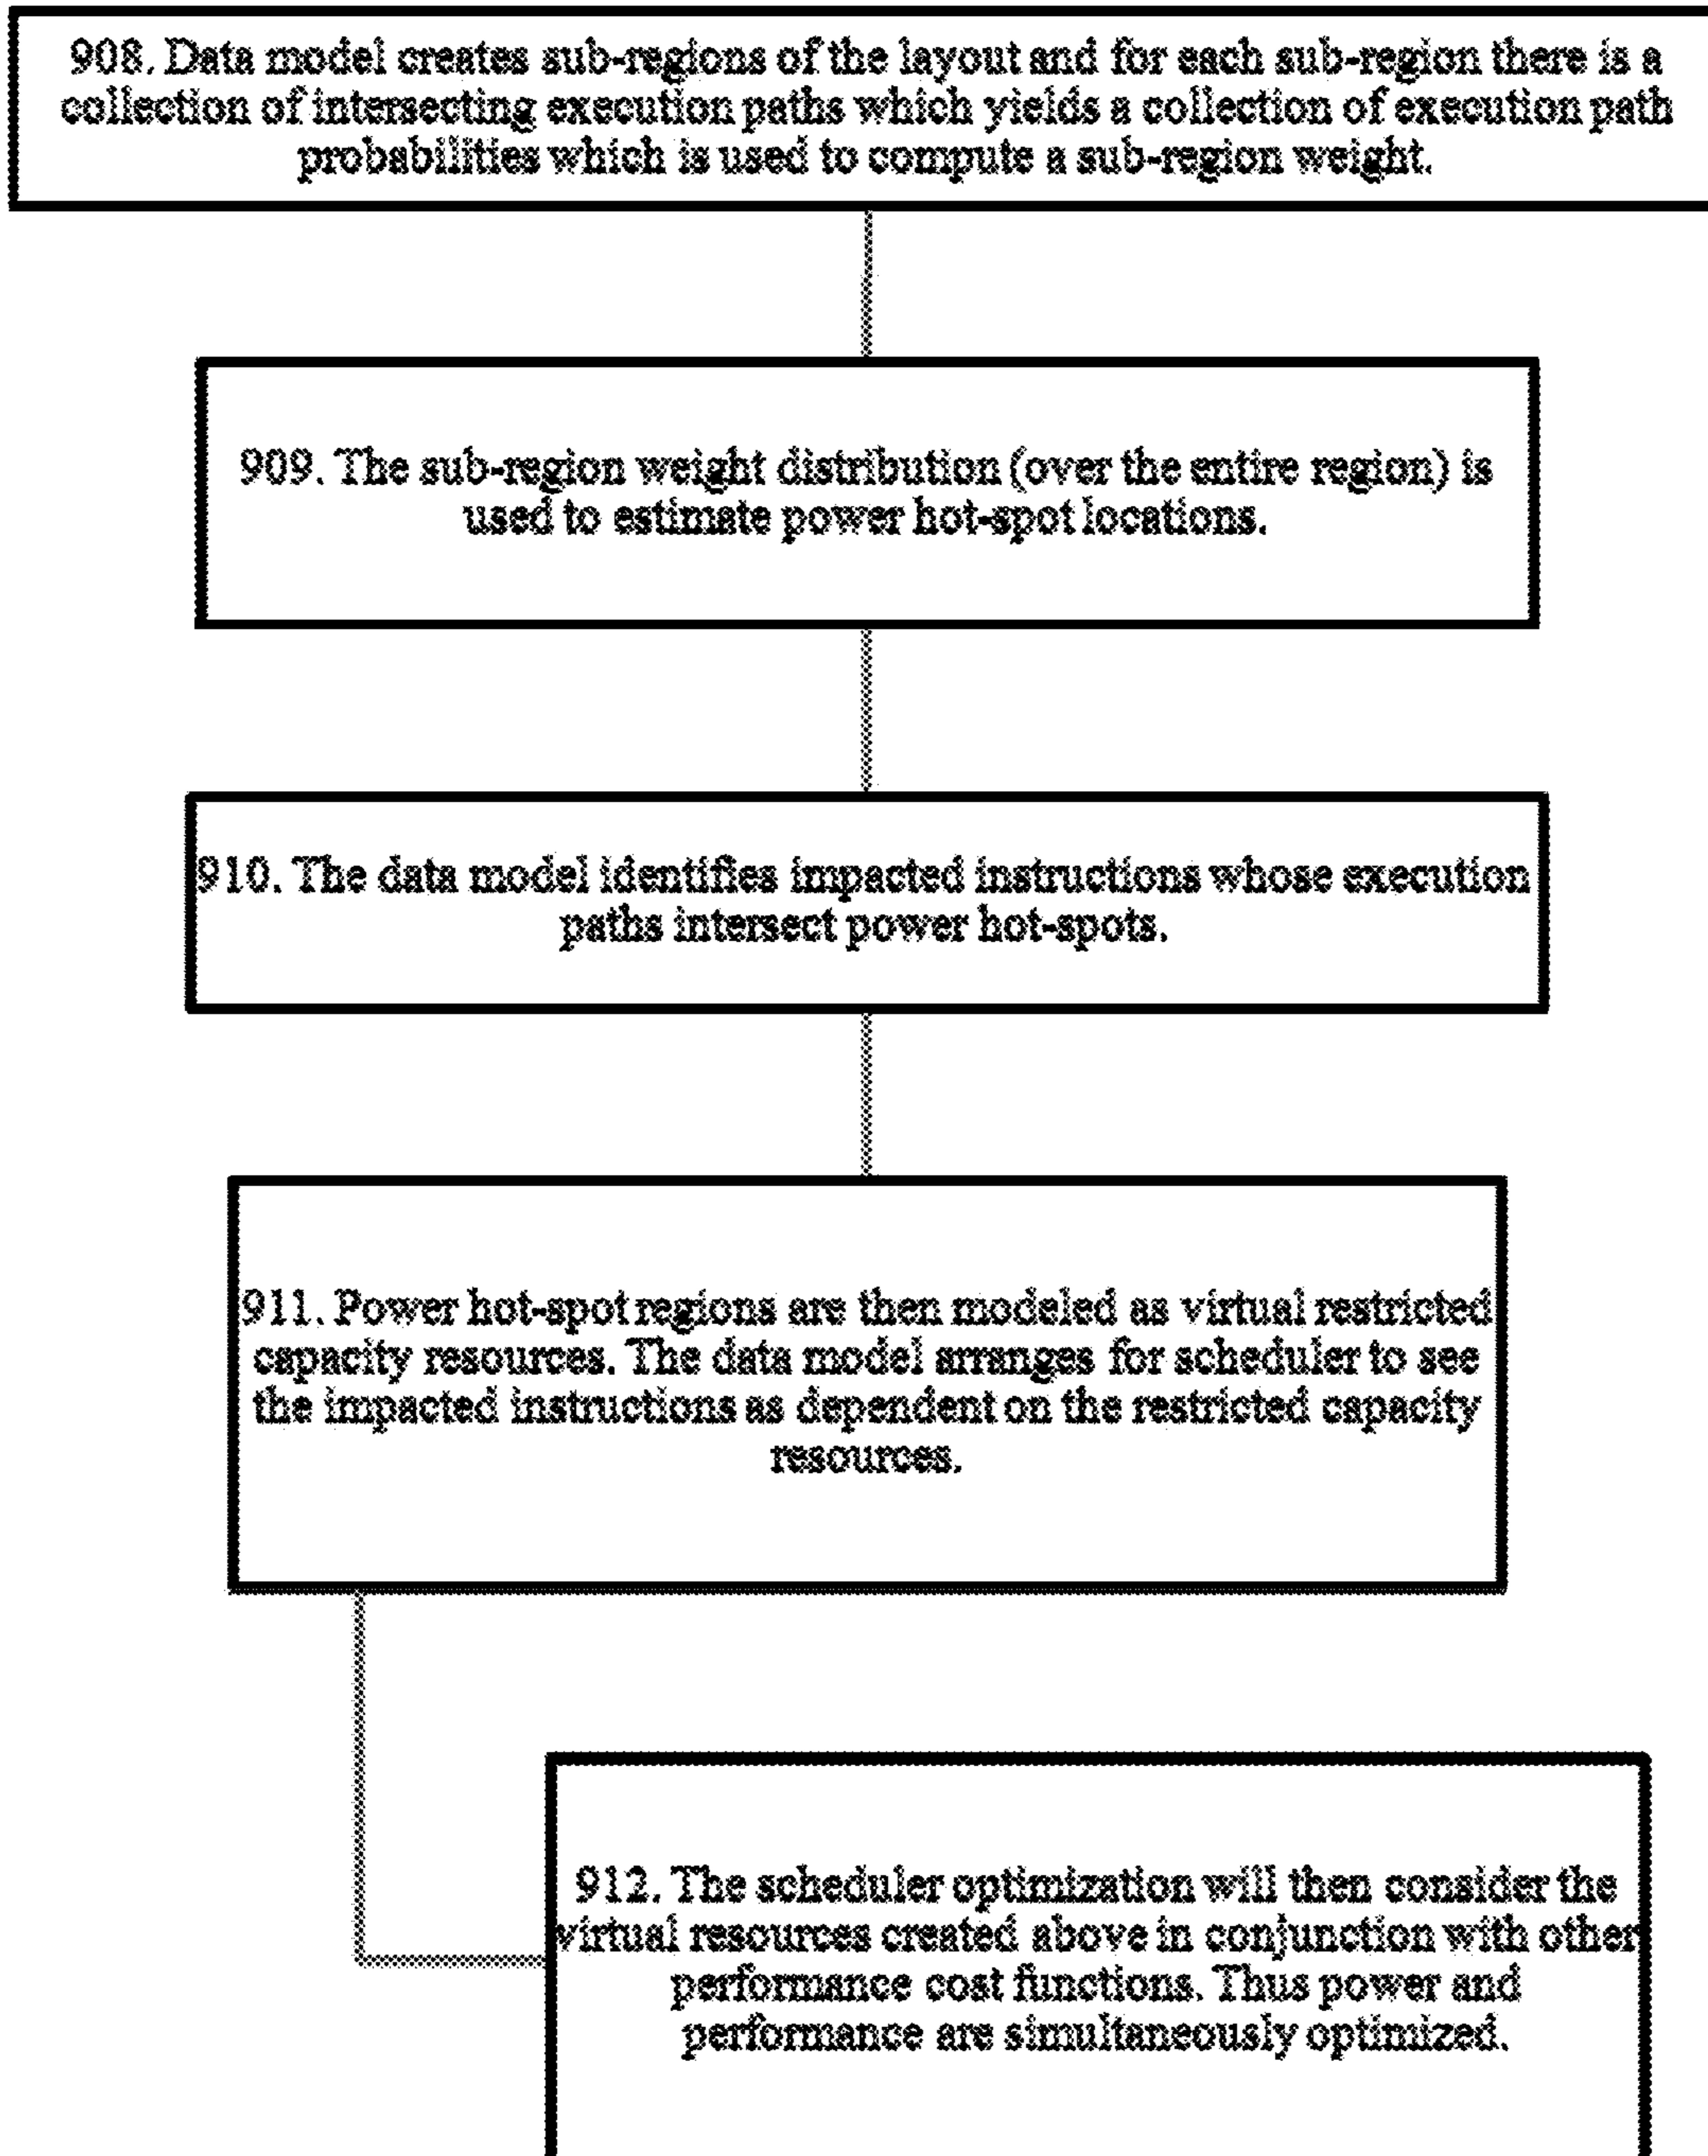 908. Data model creates sub-regions of the layout and for each sub-region there is a
collection of intersecting execution paths which yields a collection of execution path
probabilities which is used to compute a sub-region weight.
909. The sub-region weight distribution (over the entire region) is
used to estimate power hot-spot locations.
910. The data model identifies impacted instructions whose execution
paths intersect power hot-spots.
911. Power hot-spot regions are then modeled as virtual restricted
capacity resources. The data model arranges for scheduler to see
the impacted instructions as dependent on the restricted capacity
resources.
912. The scheduler optimization will then consider the
virtual resources created above in conjunction with other
performance cost functions. Thus power and
performance are simultaneously optimized.